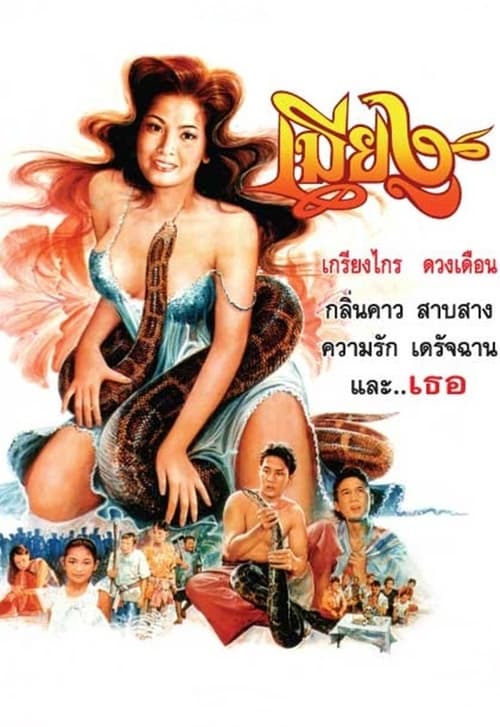 เมียงู
เกรียงไกร ดวงเดือน
กลิ่นคาว สาบสาง
ความรัก เดรัจฉาน
และ..เธอ